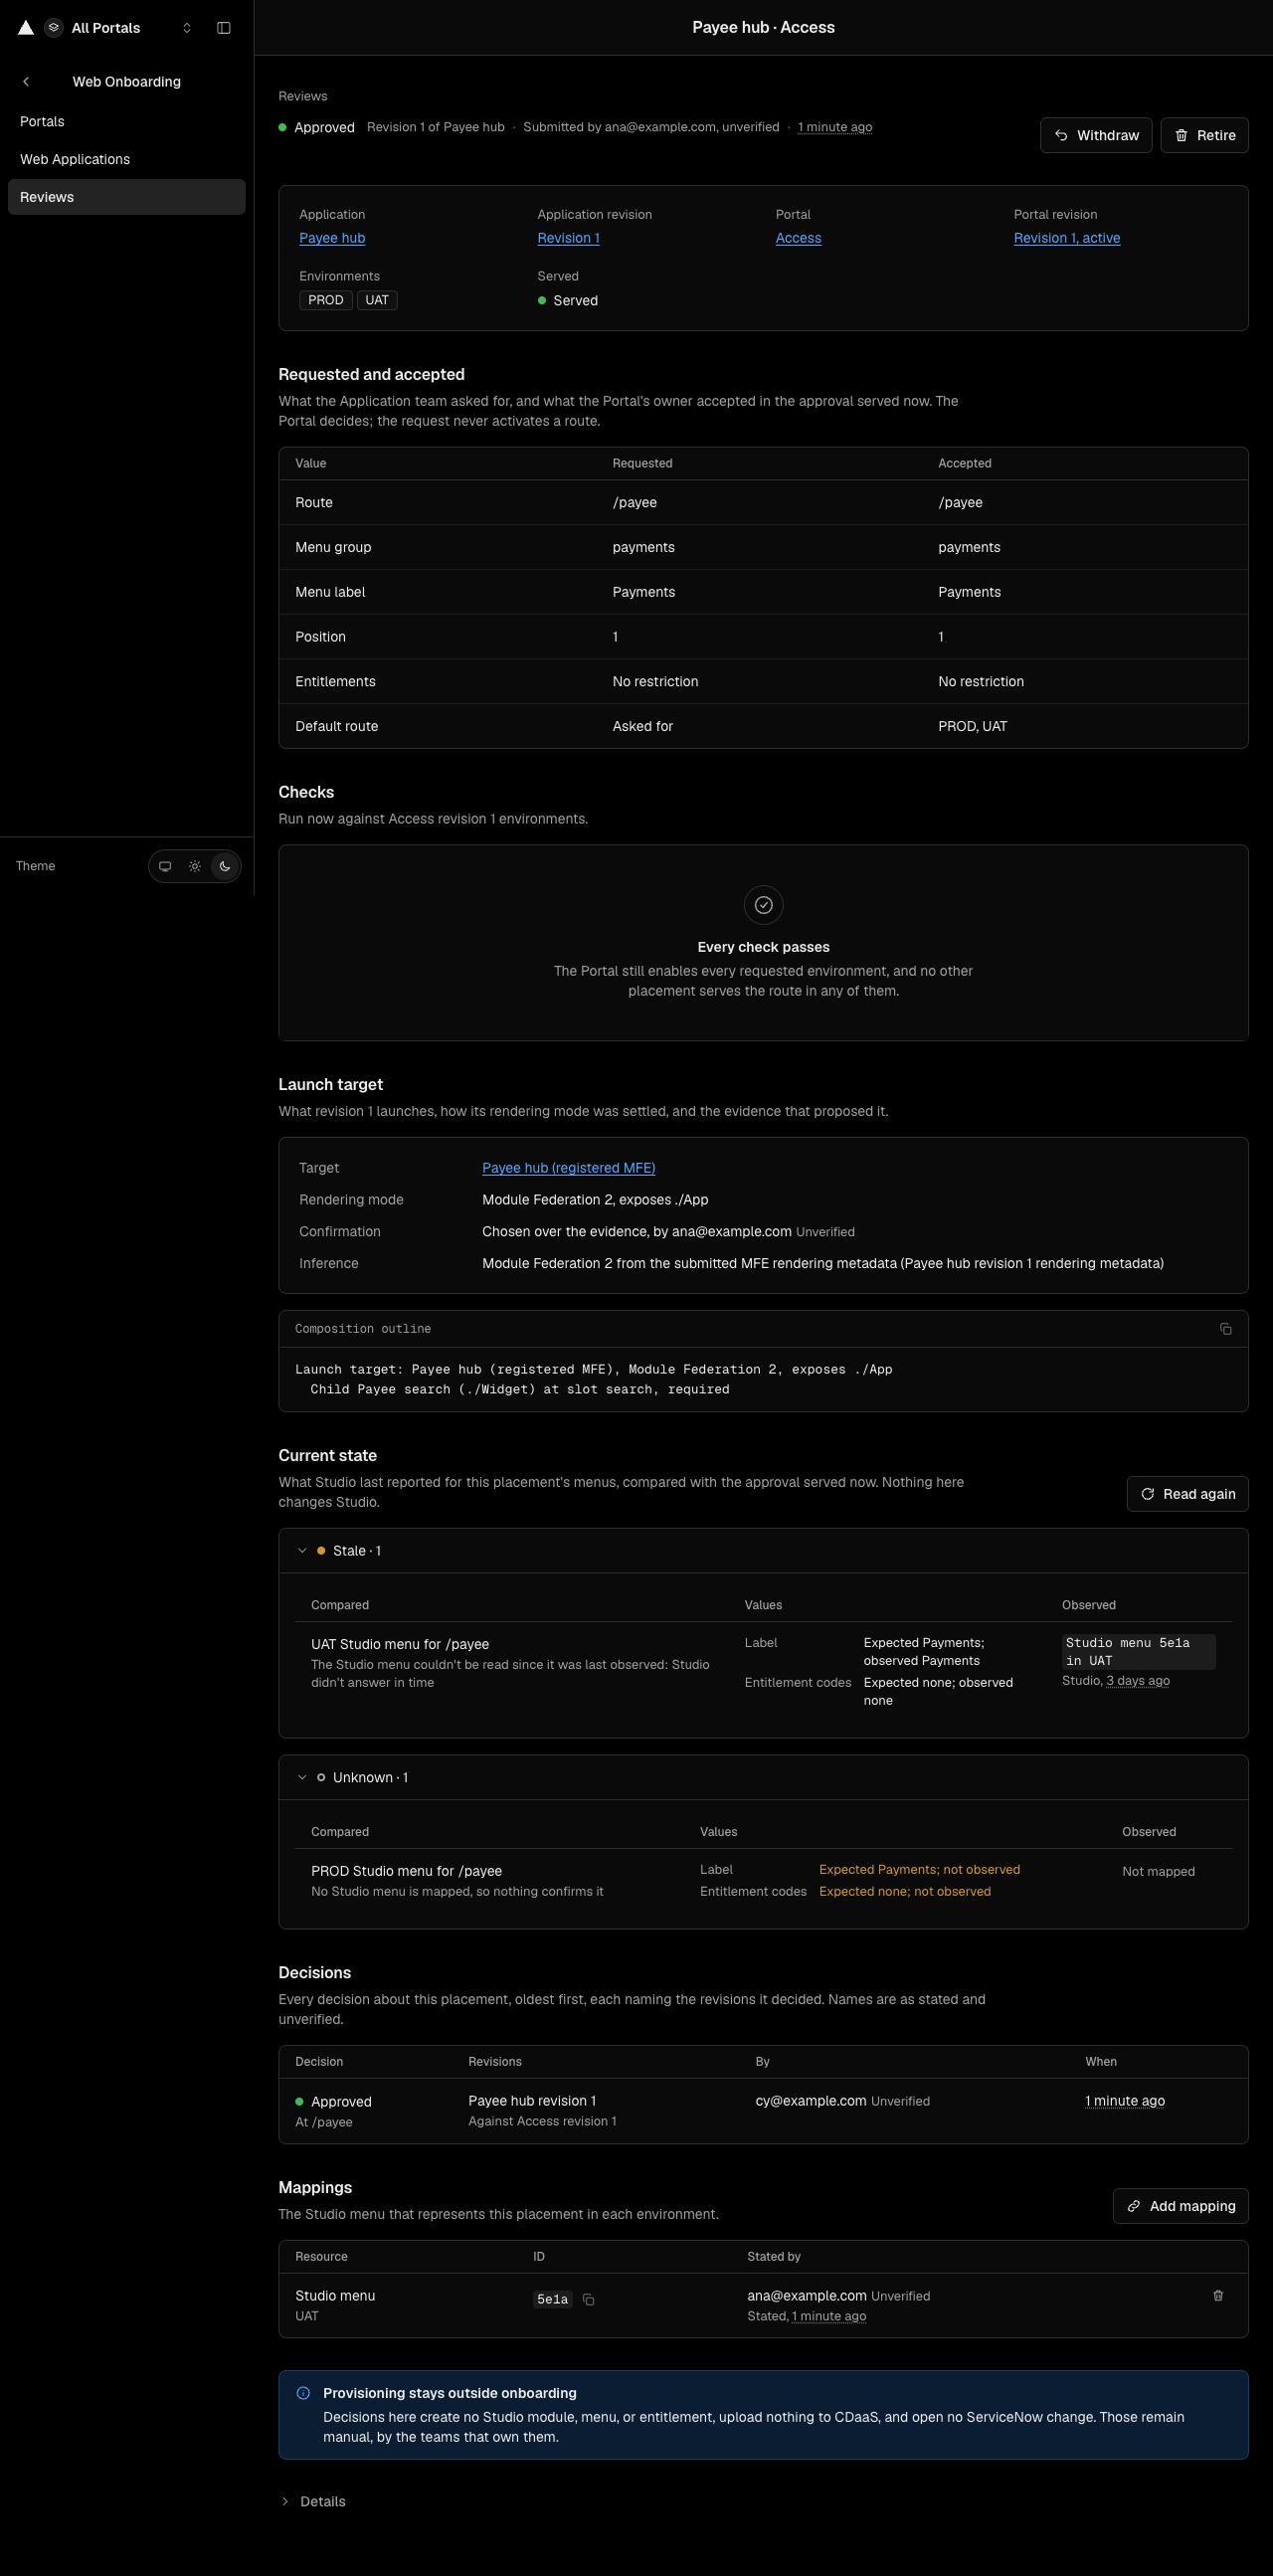 All Portals
Payee hub · Access
Web Onboarding
Portals
Web Applications
Reviews
Theme
Reviews
Approved Revision 1 of Payee hub · Submitted by ana@example.com, unverified · 1 minute ago
Withdraw
Retire
Application Application revision Portal Portal revision
Payee hub Revision 1 Access Revision 1, active
Environments Served
PROD UAT Served
Requested and accepted
What the Application team asked for, and what the Portal's owner accepted in the approval served now. The
Portal decides; the request never activates a route.
Value Requested Accepted
Route /payee /payee
Menu group payments payments
Menu label Payments Payments
Position 1 1
Entitlements No restriction No restriction
Default route Asked for PROD, UAT
Checks
Run now against Access revision 1 environments.
Every check passes
The Portal still enables every requested environment, and no other
placement serves the route in any of them.
Launch target
What revision 1 launches, how its rendering mode was settled, and the evidence that proposed it.
Target Payee hub (registered MFE)
Rendering mode Module Federation 2, exposes ./App
Confirmation Chosen over the evidence, by ana@example.com Unverified
Inference Module Federation 2 from the submitted MFE rendering metadata (Payee hub revision 1 rendering metadata)
Composition outline
Launch target: Payee hub (registered MFE), Module Federation 2, exposes ./App
Child Payee search (./Widget) at slot search, required
Current state
What Studio last reported for this placement's menus, compared with the approval served now. Nothing here
changes Studio.
Read again
Stale · 1
Compared Values Observed
UAT Studio menu for /payee
The Studio menu couldn't be read since it was last observed: Studio
didn't answer in time
Label Expected Payments;
observed Payments
Entitlement codes Expected none; observed
none
Studio menu 5e1a
in UAT
Studio, 3 days ago
Unknown · 1
Compared Values Observed
PROD Studio menu for /payee
No Studio menu is mapped, so nothing confirms it
Label Expected Payments; not observed
Entitlement codes Expected none; not observed
Not mapped
Decisions
Every decision about this placement, oldest first, each naming the revisions it decided. Names are as stated and
unverified.
Decision Revisions By When
Approved Payee hub revision 1 cy@example.com Unverified 1 minute ago
At /payee Against Access revision 1
Mappings
The Studio menu that represents this placement in each environment.
Add mapping
Resource ID Stated by
Studio menu 5e1a ana@example.com Unverified
UAT Stated, 1 minute ago
Provisioning stays outside onboarding
Decisions here create no Studio module, menu, or entitlement, upload nothing to CDaaS, and open no ServiceNow change. Those remain
manual, by the teams that own them.
Details